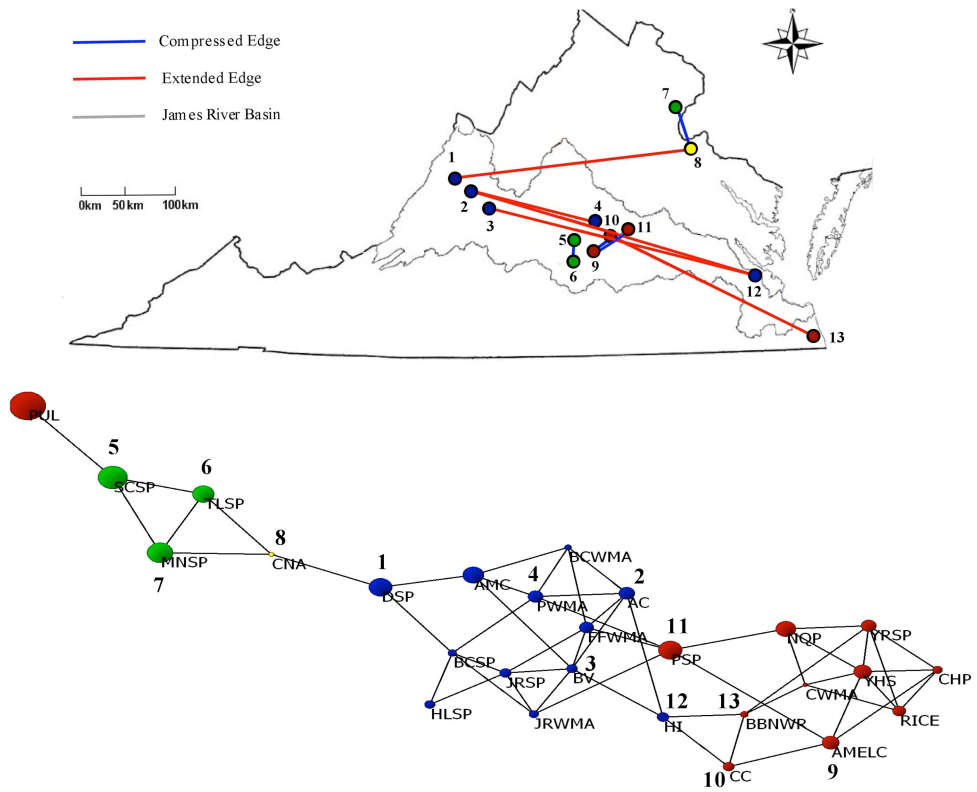 Compressed Edge
Extended Edge
James River Basin
0km 50km 100km
1
2
3
4
5
6
7
8
9
10
11
12
13
PUL
5
SCSP
6
TLSP
7
MNSP
8
CNA
1
DSP
AMC
BCWMA
4
PWMA
2
AC
FFWMA
11
PSP
NQP
YRSP
BCSP
JRSP
3
BV
YHS
CHP
CWMA
HLSP
JRWMA
12
HI
13
BBNWR
RICE
10
CC
9
AMELC